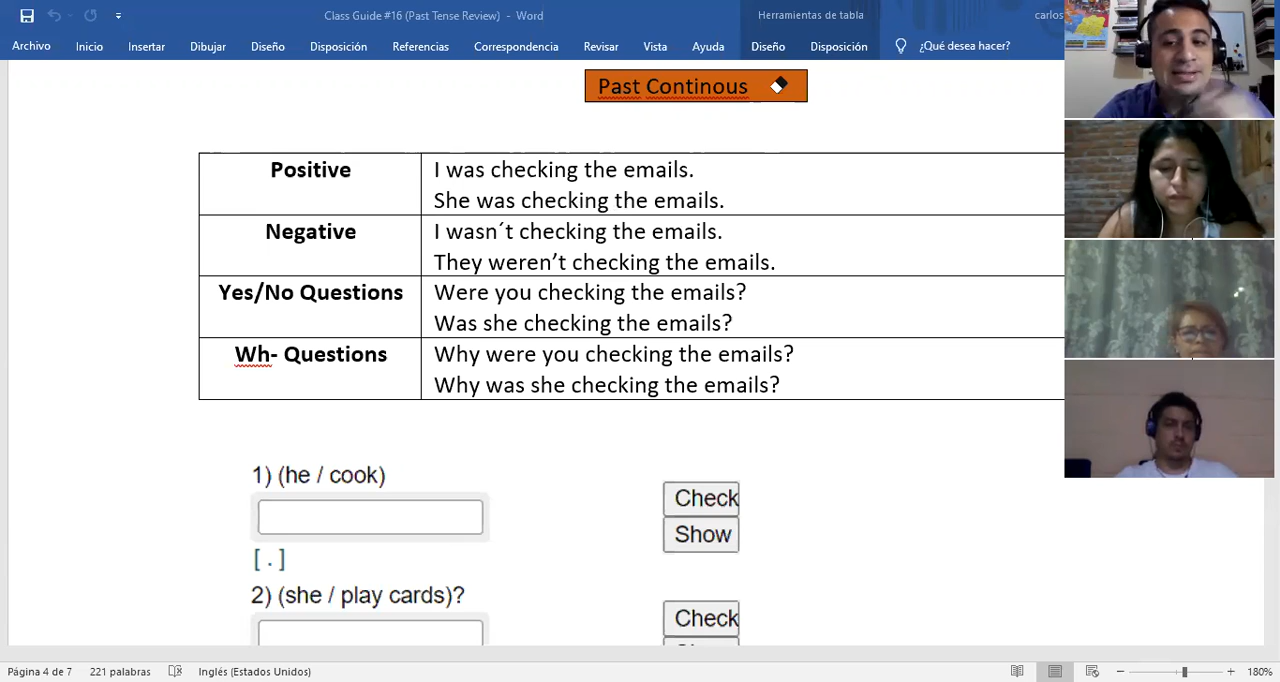 Class Guide #16 (Past Tense Review) - Word
Herramientas de tabla
carlos
Archivo Inicio Insertar Dibujar Diseño Disposición Referencias Correspondencia Revisar Vista Ayuda Diseño Disposición ¿Qué desea hacer?
Past Continous
Positive
I was checking the emails.
She was checking the emails.
Negative
I wasn´t checking the emails.
They weren’t checking the emails.
Yes/No Questions
Were you checking the emails?
Was she checking the emails?
Wh- Questions
Why were you checking the emails?
Why was she checking the emails?
1) (he / cook)
Check
Show
[ . ]
2) (she / play cards)?
Check
Página 4 de 7 221 palabras Inglés (Estados Unidos) 180%